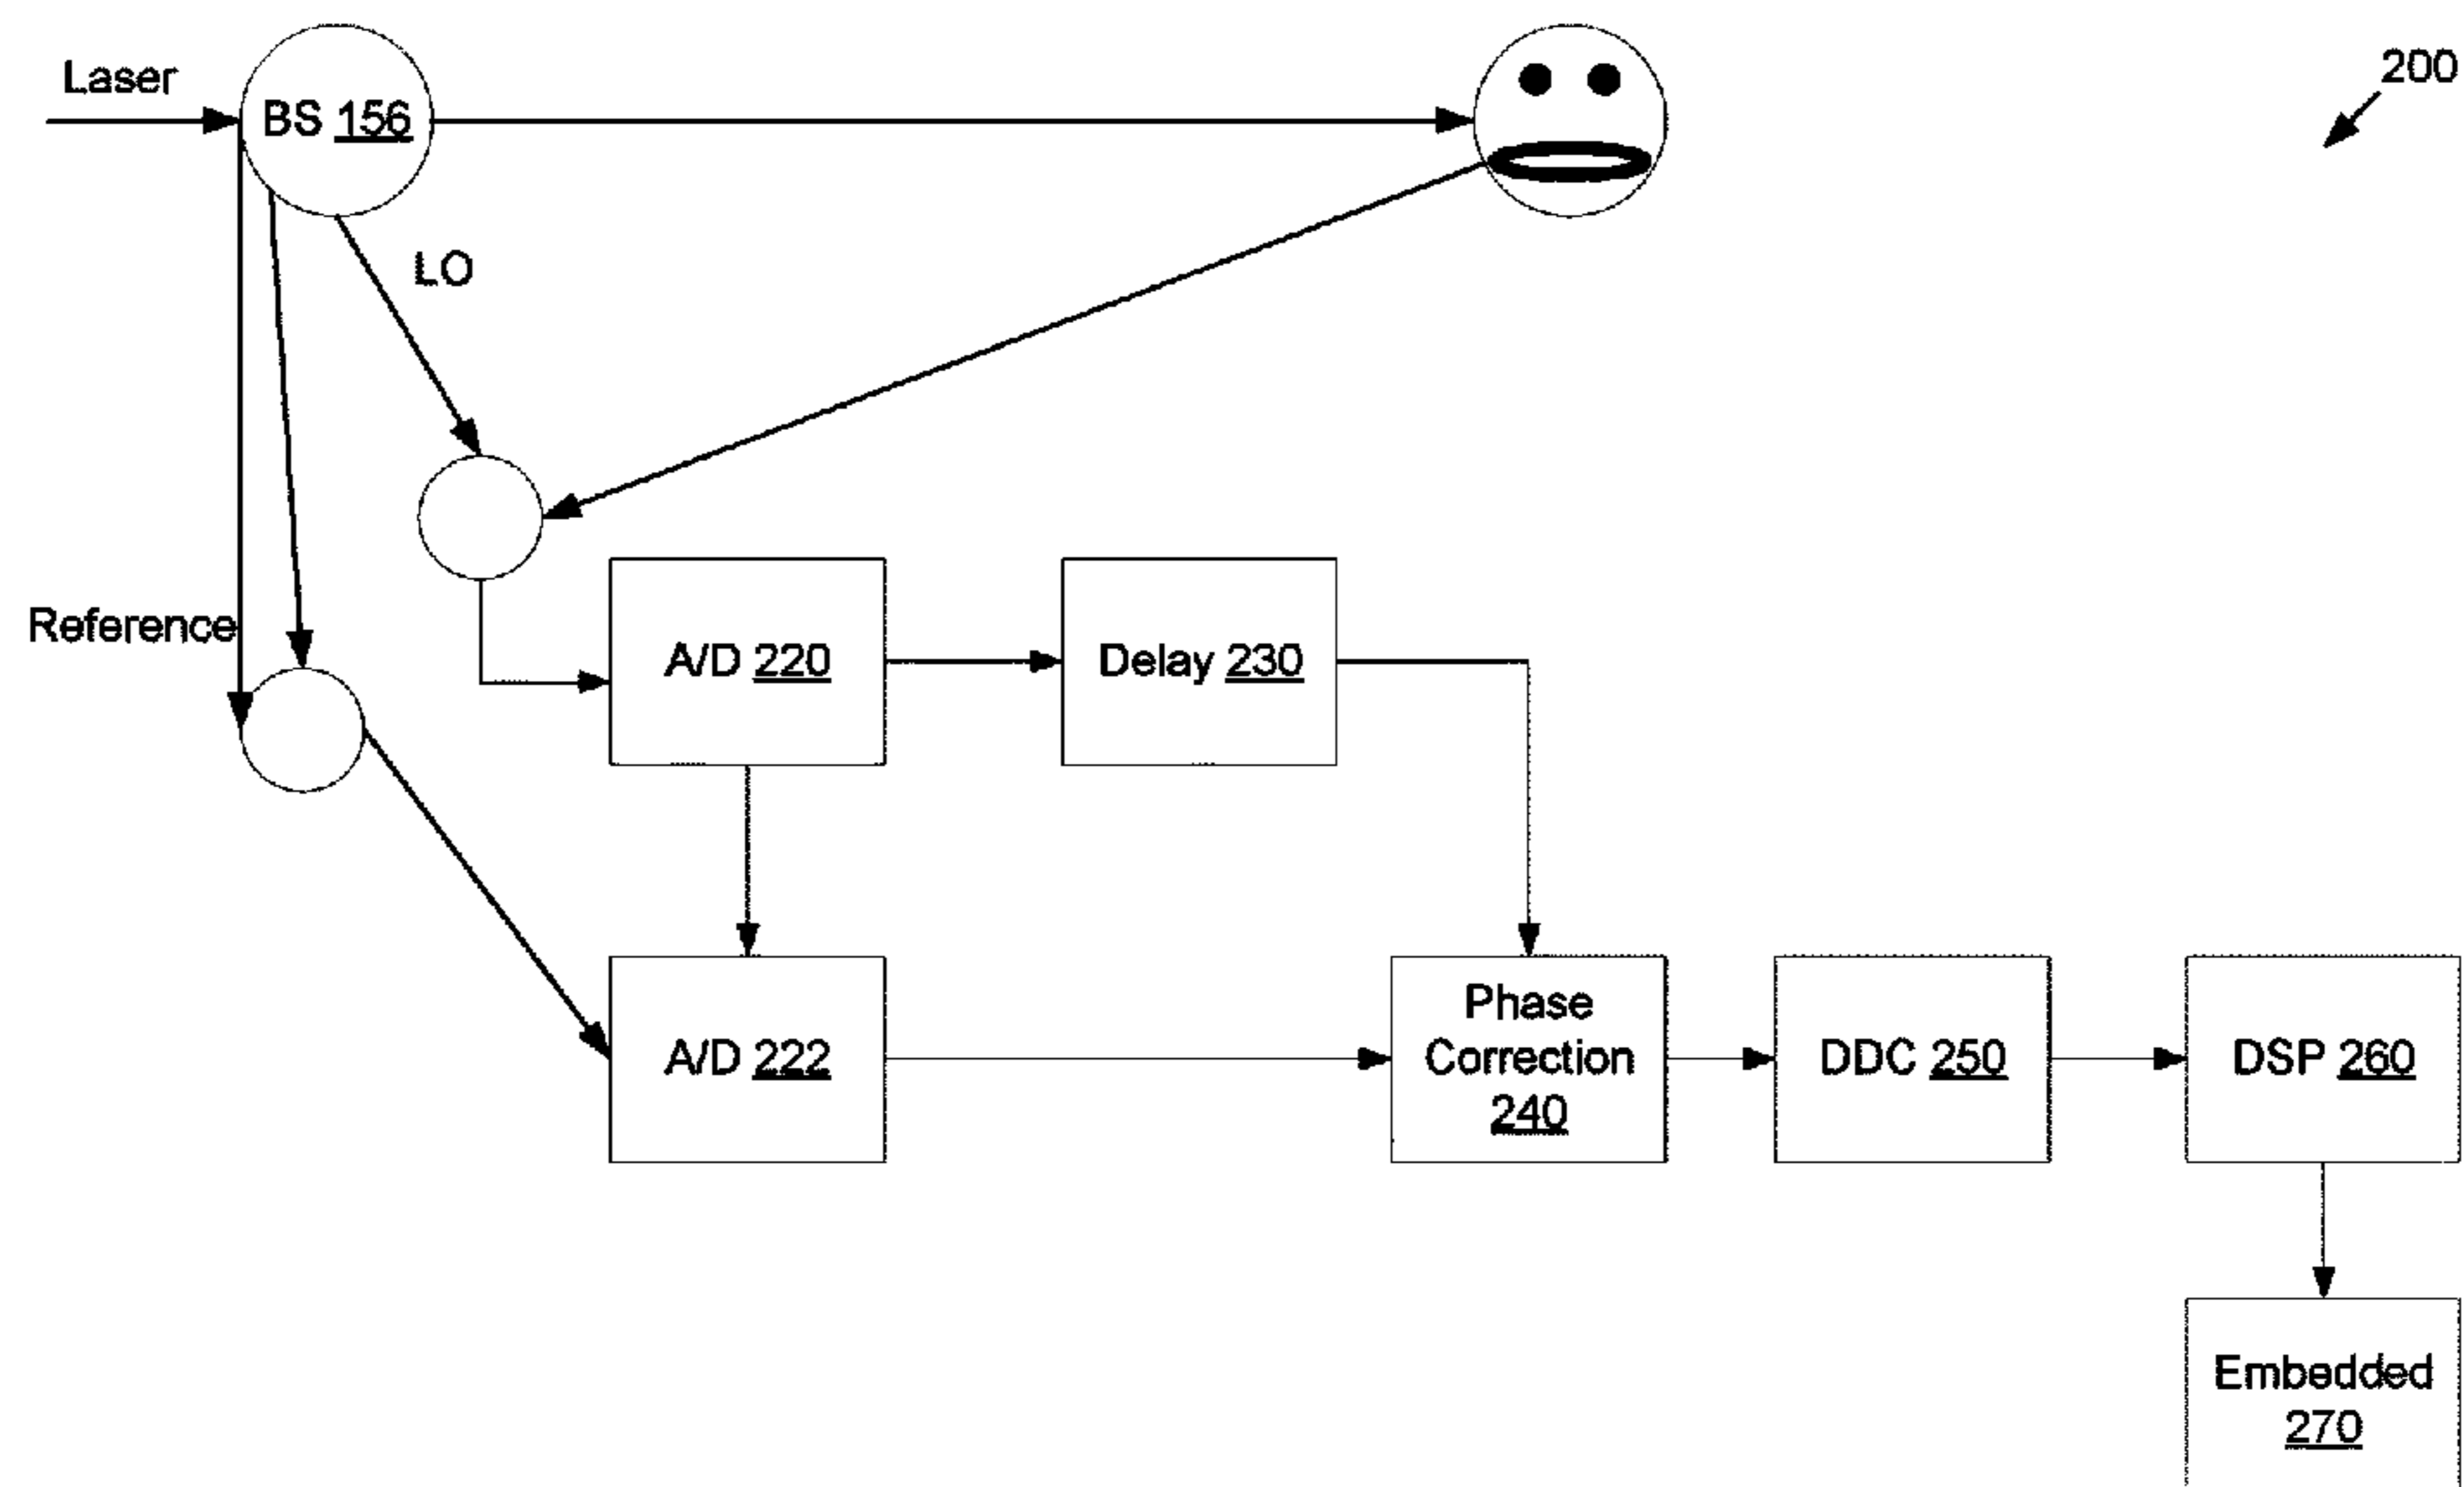 Laser
BS 156
200
LO
Reference
A/D 220
Delay 230
A/D 222
Phase
Correction
240
DDC 250
DSP 260
Embedded
270